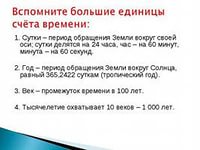 Вспомните большие единицы
счёта времени:
1. Сутки – период обращения Земли вокруг своей
оси; сутки делятся на 24 часа, час – на 60 минут,
минута – на 60 секунд.
2. Год – период обращения Земли вокруг Солнца,
равный 365,2422 суткам (тропический год).
3. Век – промежуток времени в 100 лет.
4. Тысячелетие охватывает 10 веков – 1 000 лет.